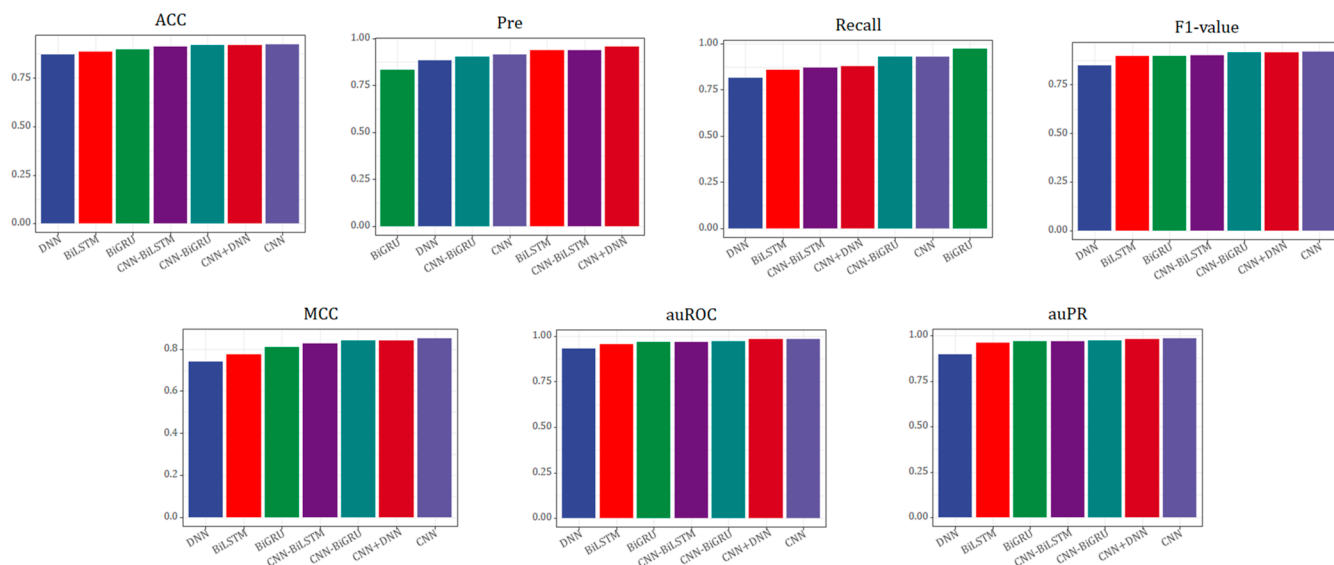 ACC
0.75
0.50
0.25
0.00
DNN
BiLSTM
BiGRU
CNN-BiLSTM
CNN-BiGRU
CNN+DNN
CNN
Pre
1.00
0.75
0.50
0.25
0.00
BiGRU
DNN
CNN-BiGRU
CNN
BiLSTM
CNN-BiLSTM
CNN+DNN
Recall
1.00
0.75
0.50
0.25
0.00
DNN
BiLSTM
CNN-BiLSTM
CNN+DNN
CNN-BiGRU
CNN
BiGRU
F1-value
0.75
0.50
0.25
0.00
DNN
BiLSTM
BiGRU
CNN-BiLSTM
CNN-BiGRU
CNN+DNN
CNN
MCC
0.8
0.6
0.4
0.2
0.0
DNN
BiLSTM
BiGRU
CNN-BiLSTM
CNN-BiGRU
CNN+DNN
CNN
auROC
1.00
0.75
0.50
0.25
0.00
DNN
BiLSTM
BiGRU
CNN-BiLSTM
CNN-BiGRU
CNN+DNN
CNN
auPR
1.00
0.75
0.50
0.25
0.00
DNN
BiLSTM
BiGRU
CNN-BiLSTM
CNN-BiGRU
CNN+DNN
CNN